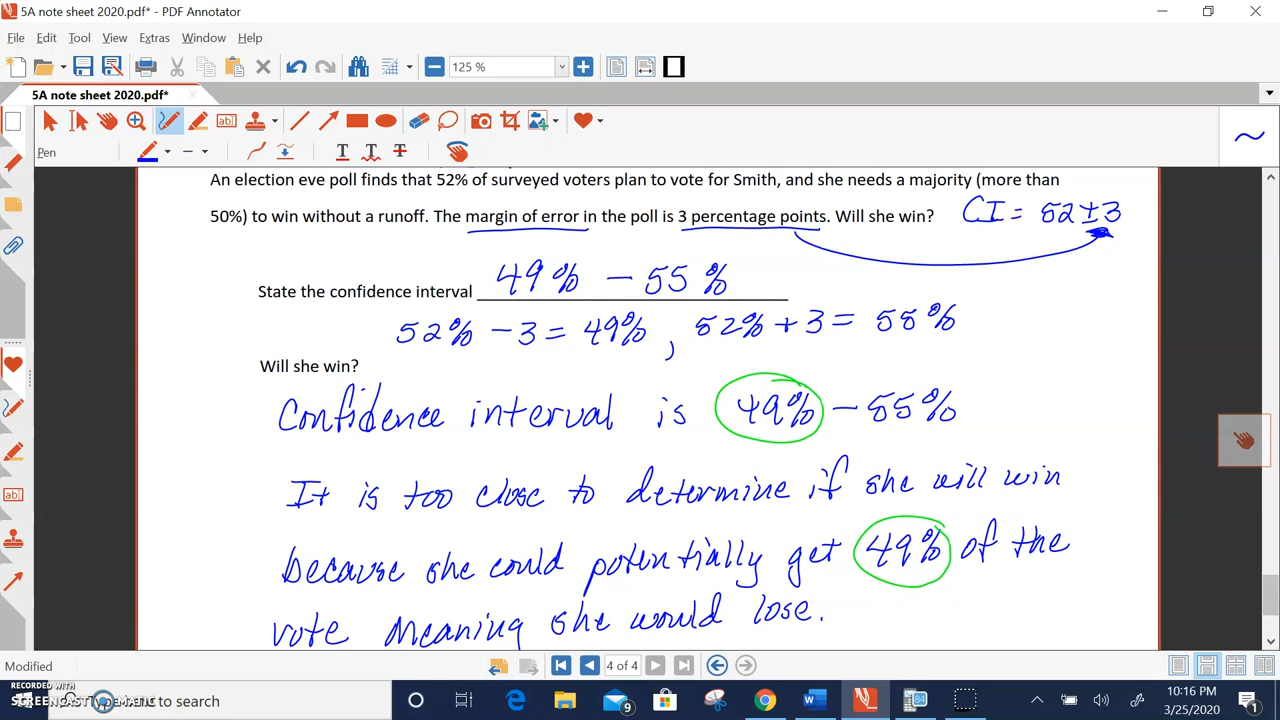 5A note sheet 2020.pdf* - PDF Annotator
File Edit Tool View Extras Window Help
125 %
5A note sheet 2020.pdf*
Pen
An election eve poll finds that 52% of surveyed voters plan to vote for Smith, and she needs a majority (more than
50%) to win without a runoff. The margin of error in the poll is 3 percentage points. Will she win? CI = 52 ± 3
State the confidence interval 49% – 55%
52% – 3 = 49% , 52% + 3 = 55%
Will she win?
Confidence interval is 49% – 55%
It is too close to determine if she will win
because she could potentially get 49% of the
vote meaning she would lose.
Modified
4 of 4
RECORDED WITH
SCREENCAST MATIC
Type here to search
9
84
10:16 PM
3/25/2020
1